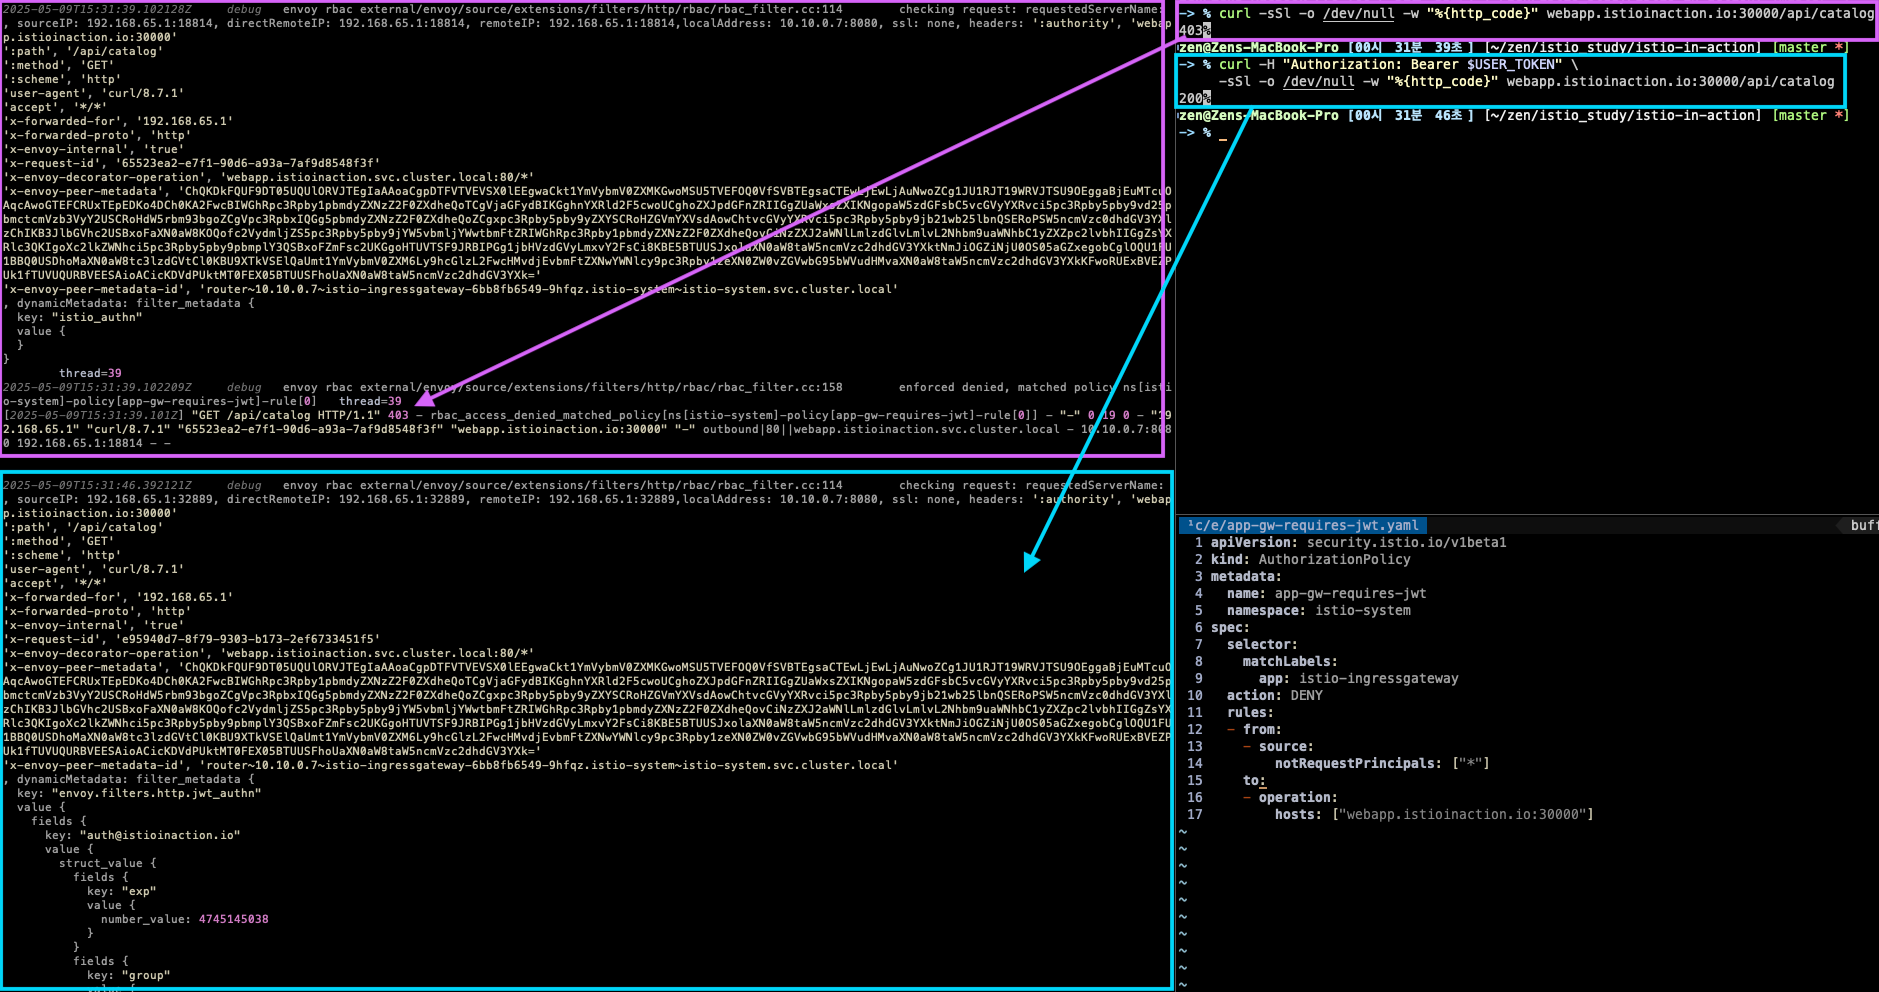 2025-05-09T15:31:39.102128Z debug envoy rbac external/envoy/source/extensions/filters/http/rbac/rbac_filter.cc:114 checking request: requestedServerName:
, sourceIP: 192.168.65.1:18814, directRemoteIP: 192.168.65.1:18814, remoteIP: 192.168.65.1:18814,localAddress: 10.10.0.7:8080, ssl: none, headers: ':authority', 'webap
p.istioinaction.io:30000'
':path', '/api/catalog'
':method', 'GET'
':scheme', 'http'
'user-agent', 'curl/8.7.1'
'accept', '*/*'
'x-forwarded-for', '192.168.65.1'
'x-forwarded-proto', 'http'
'x-envoy-internal', 'true'
'x-request-id', '65523ea2-e7f1-90d6-a93a-7af9d8548f3f'
'x-envoy-decorator-operation', 'webapp.istioinaction.svc.cluster.local:80/*'
'x-envoy-peer-metadata',
'x-envoy-peer-metadata-id', 'router~10.10.0.7~istio-ingressgateway-6bb8fb6549-9hfqz.istio-system~istio-system.svc.cluster.local'
, dynamicMetadata: filter_metadata {
key: "istio_authn"
value {
}
}
thread=39
2025-05-09T15:31:39.102209Z debug envoy rbac external/envoy/source/extensions/filters/http/rbac/rbac_filter.cc:158 enforced denied, matched policy ns[isti
o-system]-policy[app-gw-requires-jwt]-rule[0] thread=39
[2025-05-09T15:31:39.101Z] "GET /api/catalog HTTP/1.1" 403 - rbac_access_denied_matched_policy[ns[istio-system]-policy[app-gw-requires-jwt]-rule[0]] - "-" 0 19 0 - "19
2.168.65.1" "curl/8.7.1" "65523ea2-e7f1-90d6-a93a-7af9d8548f3f" "webapp.istioinaction.io:30000" "-" outbound|80||webapp.istioinaction.svc.cluster.local - 10.10.0.7:808
0 192.168.65.1:18814 - -
2025-05-09T15:31:46.392121Z debug envoy rbac external/envoy/source/extensions/filters/http/rbac/rbac_filter.cc:114 checking request: requestedServerName:
, sourceIP: 192.168.65.1:32889, directRemoteIP: 192.168.65.1:32889, remoteIP: 192.168.65.1:32889,localAddress: 10.10.0.7:8080, ssl: none, headers: ':authority', 'webap
p.istioinaction.io:30000'
':path', '/api/catalog'
':method', 'GET'
':scheme', 'http'
'user-agent', 'curl/8.7.1'
'accept', '*/*'
'x-forwarded-for', '192.168.65.1'
'x-forwarded-proto', 'http'
'x-envoy-internal', 'true'
'x-request-id', 'e95940d7-8f79-9303-b173-2ef6733451f5'
'x-envoy-decorator-operation', 'webapp.istioinaction.svc.cluster.local:80/*'
'x-envoy-peer-metadata',
'x-envoy-peer-metadata-id', 'router~10.10.0.7~istio-ingressgateway-6bb8fb6549-9hfqz.istio-system~istio-system.svc.cluster.local'
, dynamicMetadata: filter_metadata {
key: "envoy.filters.http.jwt_authn"
value {
fields {
key: "auth@istioinaction.io"
value {
struct_value {
fields {
key: "exp"
value {
number_value: 4745145038
}
}
fields {
key: "group"
value {
-> % curl -sSl -o /dev/null -w "%{http_code}" webapp.istioinaction.io:30000/api/catalog
403%
zen@Zens-MacBook-Pro [00시 31분 39초 ] [~/zen/istio_study/istio-in-action] [master *]
-> % curl -H "Authorization: Bearer $USER_TOKEN" \
-sSl -o /dev/null -w "%{http_code}" webapp.istioinaction.io:30000/api/catalog
200%
zen@Zens-MacBook-Pro [00시 31분 46초 ] [~/zen/istio_study/istio-in-action] [master *]
-> % _
¹c/e/app-gw-requires-jwt.yaml buff
1 apiVersion: security.istio.io/v1beta1
2 kind: AuthorizationPolicy
3 metadata:
4 name: app-gw-requires-jwt
5 namespace: istio-system
6 spec:
7 selector:
8 matchLabels:
9 app: istio-ingressgateway
10 action: DENY
11 rules:
12 - from:
13 - source:
14 notRequestPrincipals: ["*"]
15 to:
16 - operation:
17 hosts: ["webapp.istioinaction.io:30000"]
~
~
~
~
~
~
~
~
~
~